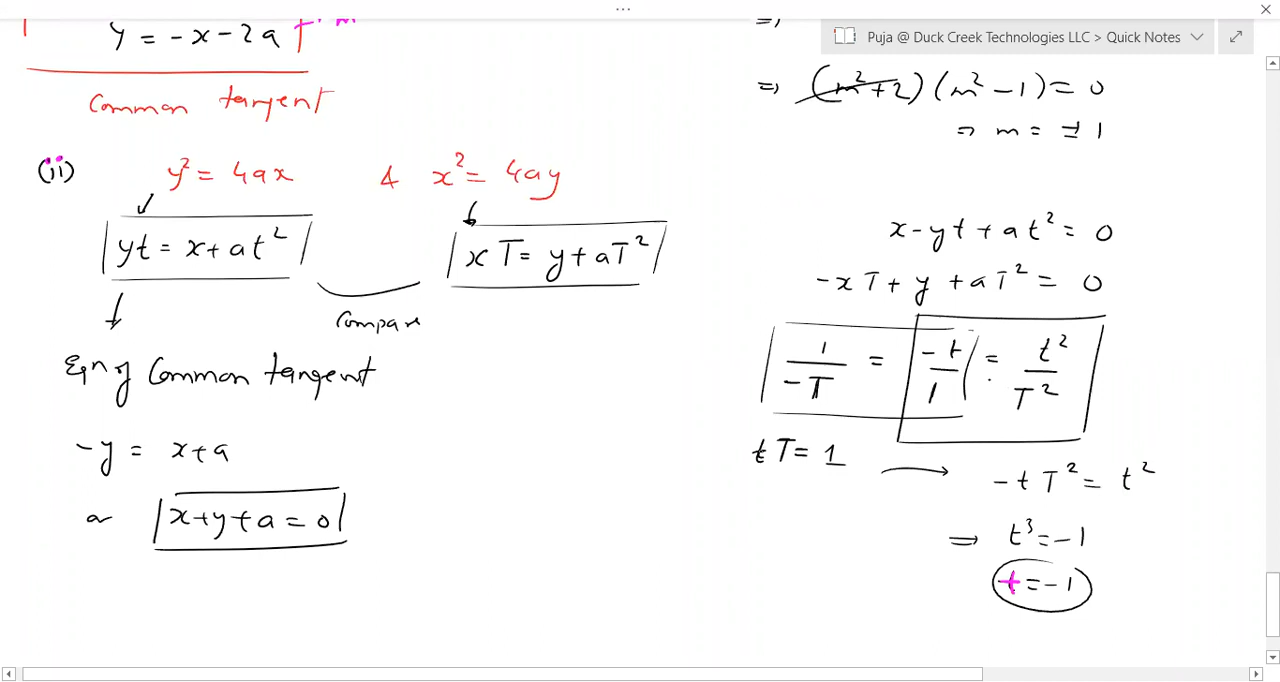 y = -x - 2a
Common tangent
(ii) y² = 4ax & x² = 4ay
yt = x + at²
xT = y + aT²
Compare
Eqn of Common tangent
-y = x + a
or x + y + a = 0
Puja @ Duck Creek Technologies LLC > Quick Notes
⇒ (m² + 2) (m² - 1) = 0
⇒ m = ± 1
x - yt + at² = 0
-xT + y + aT² = 0
1/-T = -t/1 = t²/T²
tT = 1 → -tT² = t²
⇒ t³ = -1
t = -1